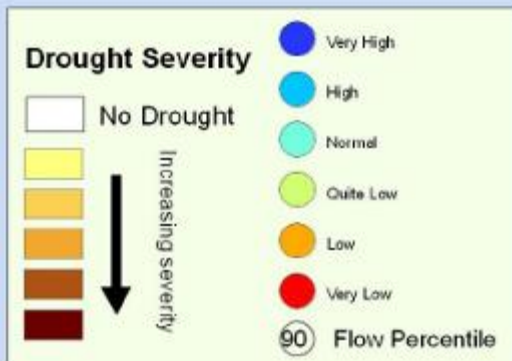 Drought Severity
No Drought
Increasing severity
Very High
High
Normal
Quite Low
Low
Very Low
90 Flow Percentile